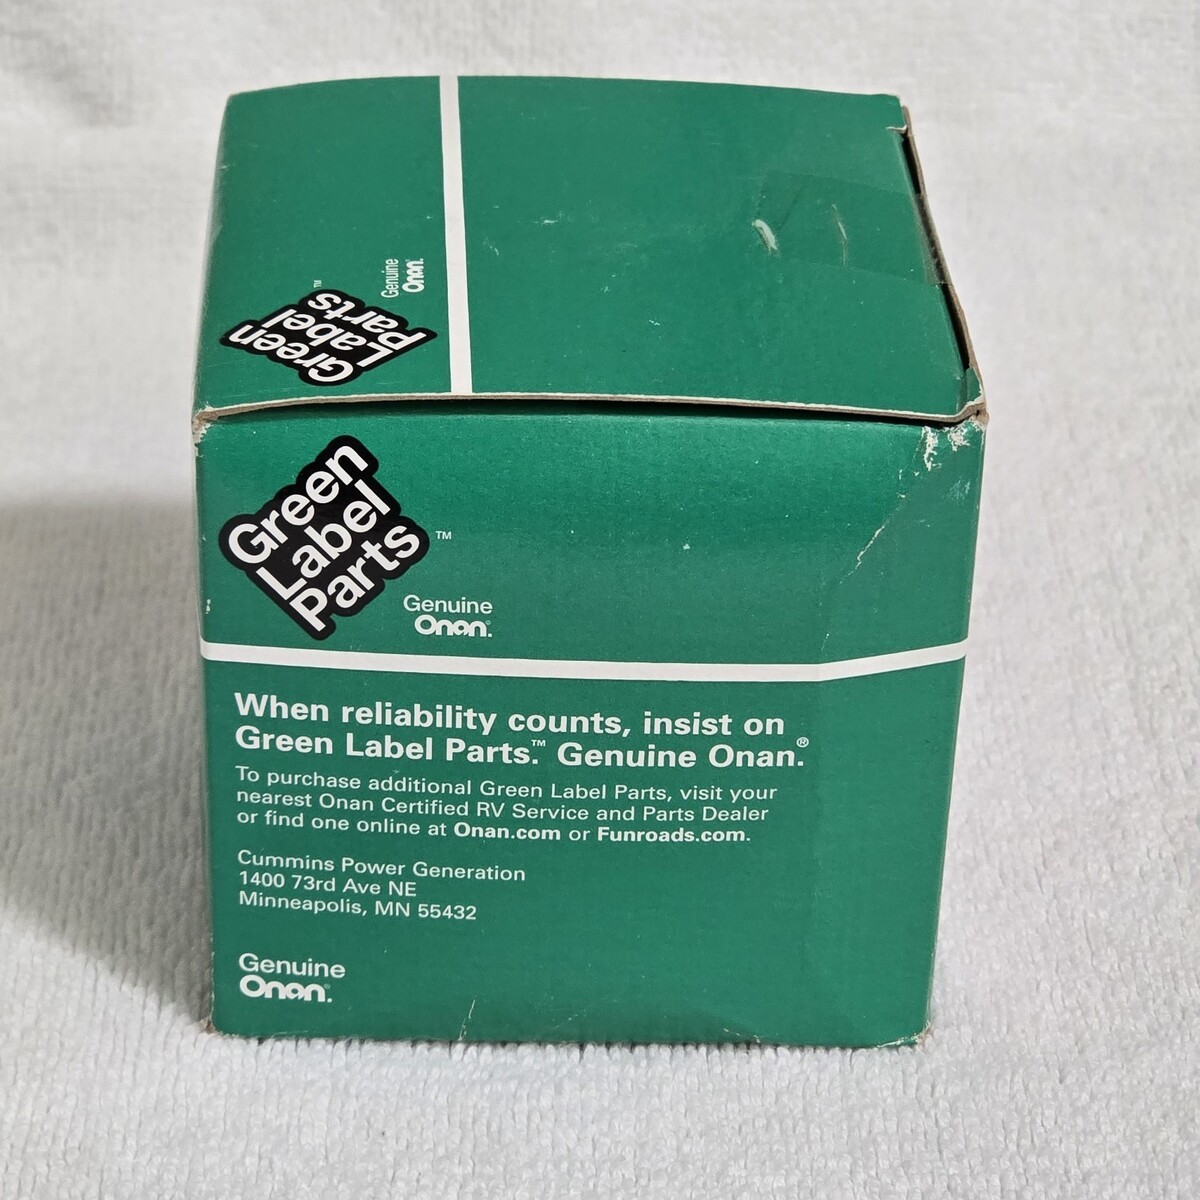 Green
Label
Parts™
Genuine
Onan.
Green
Label
Parts™
Genuine
Onan®.
When reliability counts, insist on
Green Label Parts.™ Genuine Onan.®
To purchase additional Green Label Parts, visit your
nearest Onan Certified RV Service and Parts Dealer
or find one online at Onan.com or Funroads.com.
Cummins Power Generation
1400 73rd Ave NE
Minneapolis, MN 55432
Genuine
Onan®.